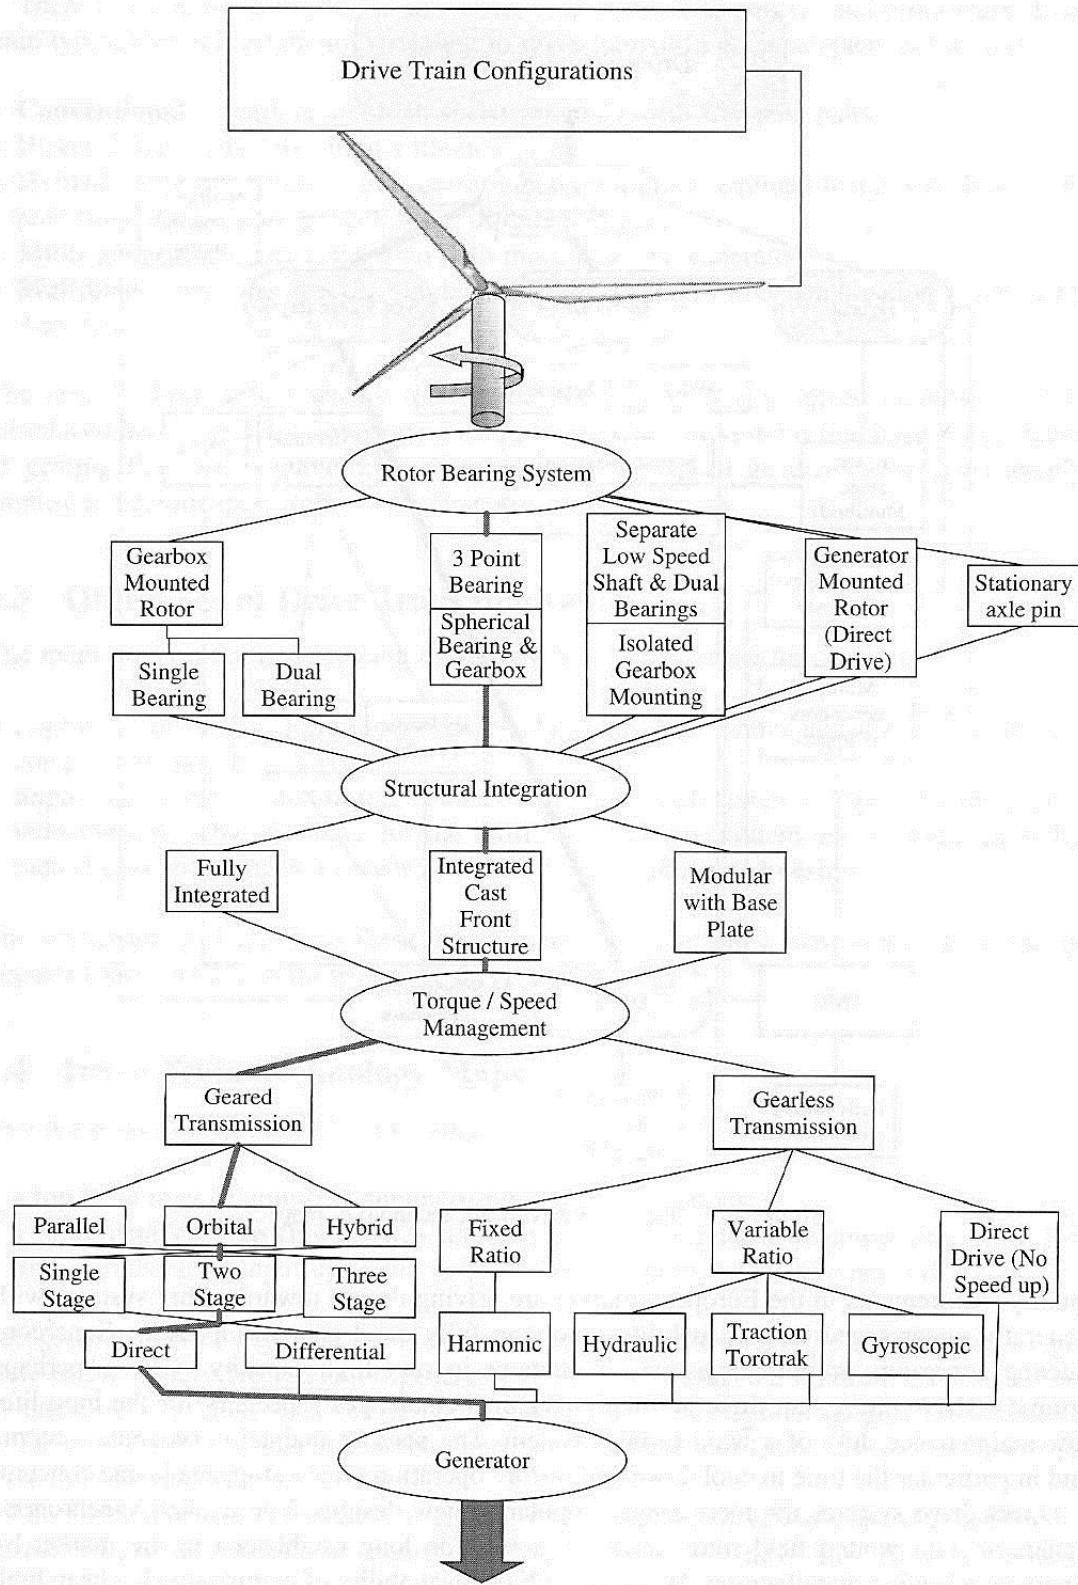 Drive Train Configurations
Rotor Bearing System
Gearbox
Mounted
Rotor
Single
Bearing
Dual
Bearing
3 Point
Bearing
Spherical
Bearing &
Gearbox
Separate
Low Speed
Shaft & Dual
Bearings
Isolated
Gearbox
Mounting
Generator
Mounted
Rotor
(Direct
Drive)
Stationary
axle pin
Structural Integration
Fully
Integrated
Integrated
Cast
Front
Structure
Modular
with Base
Plate
Torque / Speed
Management
Geared
Transmission
Gearless
Transmission
Parallel
Orbital
Hybrid
Single
Stage
Two
Stage
Three
Stage
Direct
Differential
Fixed
Ratio
Variable
Ratio
Direct
Drive (No
Speed up)
Harmonic
Hydraulic
Traction
Torotrak
Gyroscopic
Generator